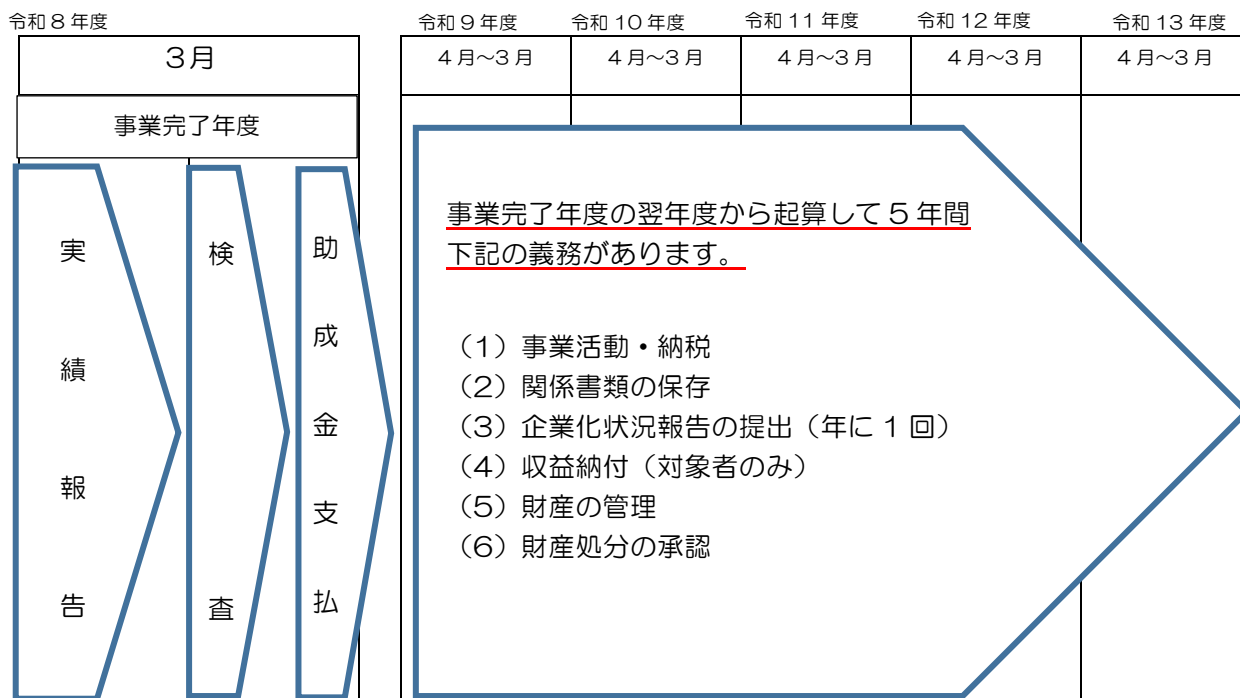 令和8年度
令和9年度
令和10年度
令和11年度
令和12年度
令和13年度
3月
4月～3月
4月～3月
4月～3月
4月～3月
4月～3月
事業完了年度
実績報告
検査
助成金支払
事業完了年度の翌年度から起算して5年間
下記の義務があります。
（1）事業活動・納税
（2）関係書類の保存
（3）企業化状況報告の提出（年に1回）
（4）収益納付（対象者のみ）
（5）財産の管理
（6）財産処分の承認